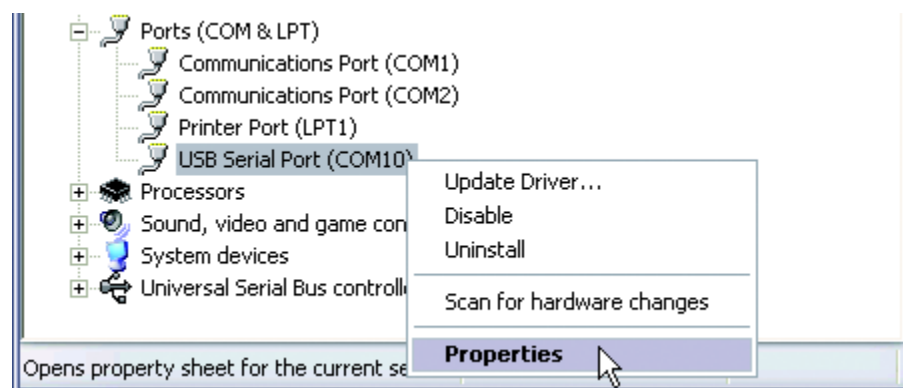 Ports (COM & LPT)
Communications Port (COM1)
Communications Port (COM2)
Printer Port (LPT1)
USB Serial Port (COM10)
Processors
Sound, video and game con
System devices
Universal Serial Bus controlle
Update Driver...
Disable
Uninstall
Scan for hardware changes
Properties
Opens property sheet for the current se